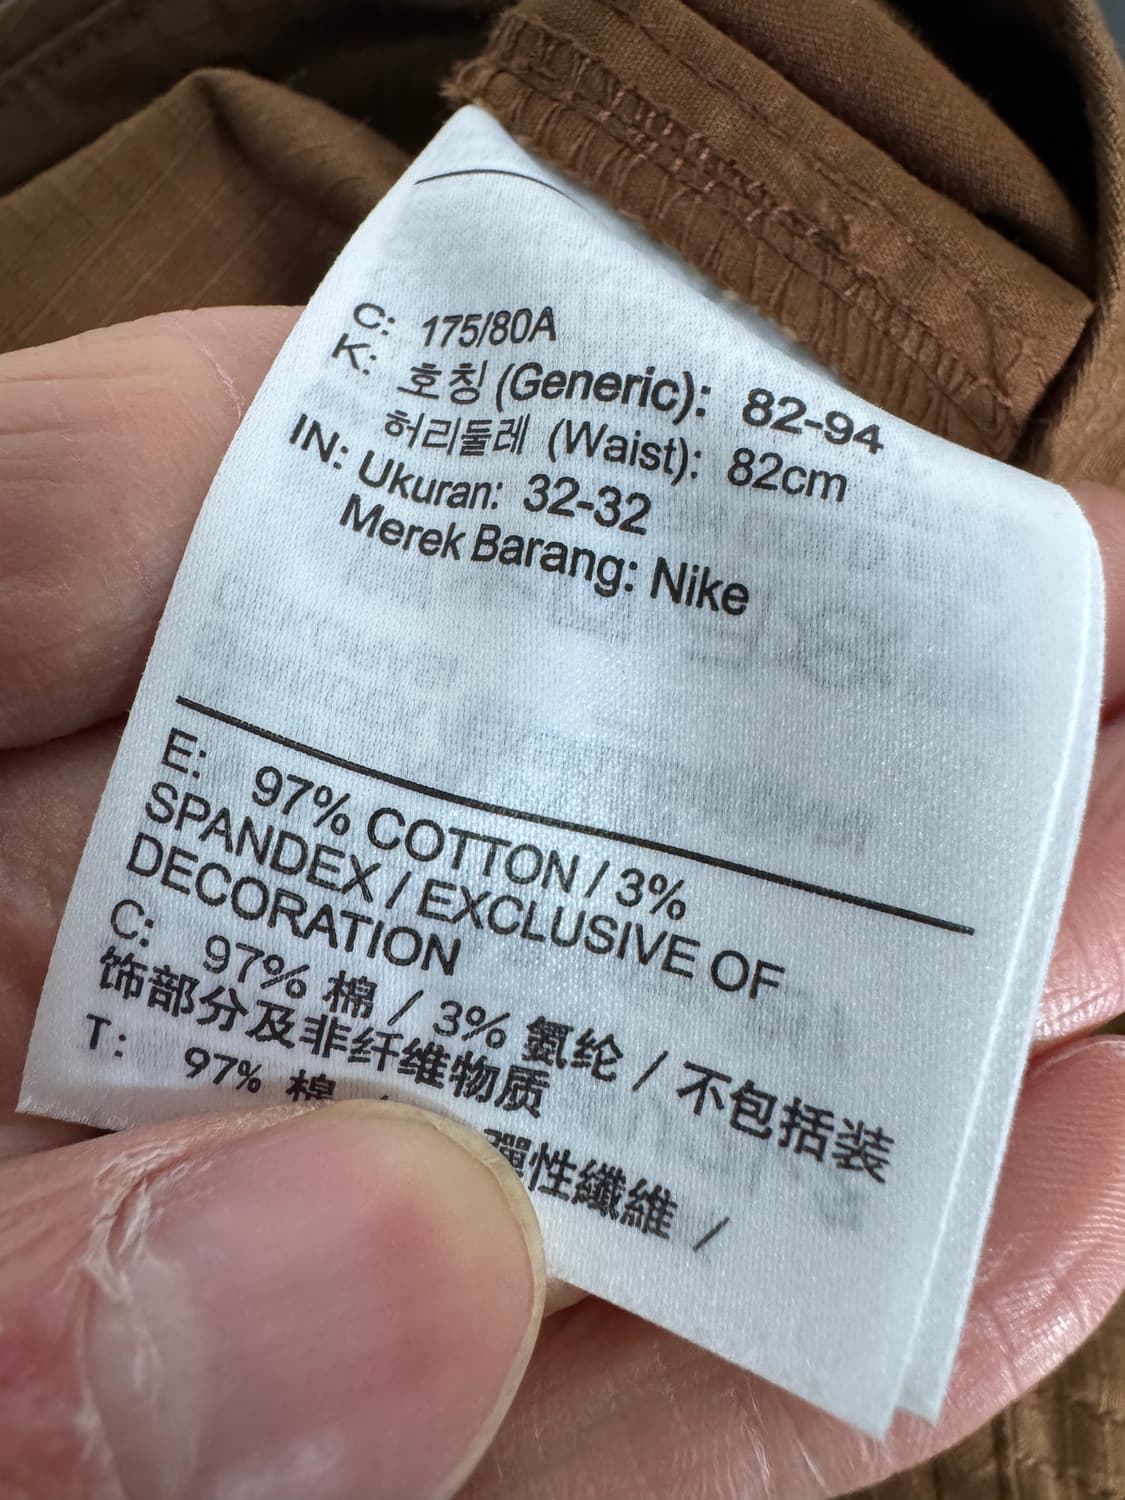 C: 175/80A
K: 호칭 (Generic): 82-94
허리둘레 (Waist): 82cm
IN: Ukuran: 32-32
Merek Barang: Nike
E: 97% COTTON / 3%
SPANDEX / EXCLUSIVE OF
DECORATION
C: 97% 棉 / 3% 氨纶 / 不包括装
饰部分及非纤维物质
T: 97% 棉 /
彈性纖維 /